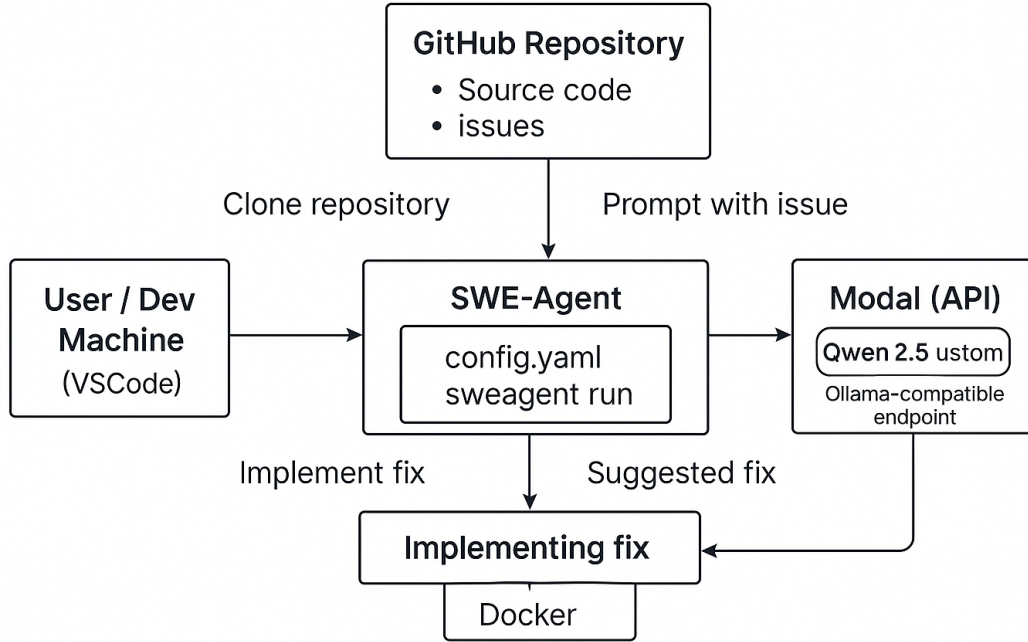 GitHub Repository
• Source code
• issues
Clone repository
Prompt with issue
User / Dev
Machine
(VSCode)
SWE-Agent
config.yaml
sweagent run
Modal (API)
Qwen 2.5 ustom
Ollama-compatible
endpoint
Implement fix
Suggested fix
Implementing fix
Docker